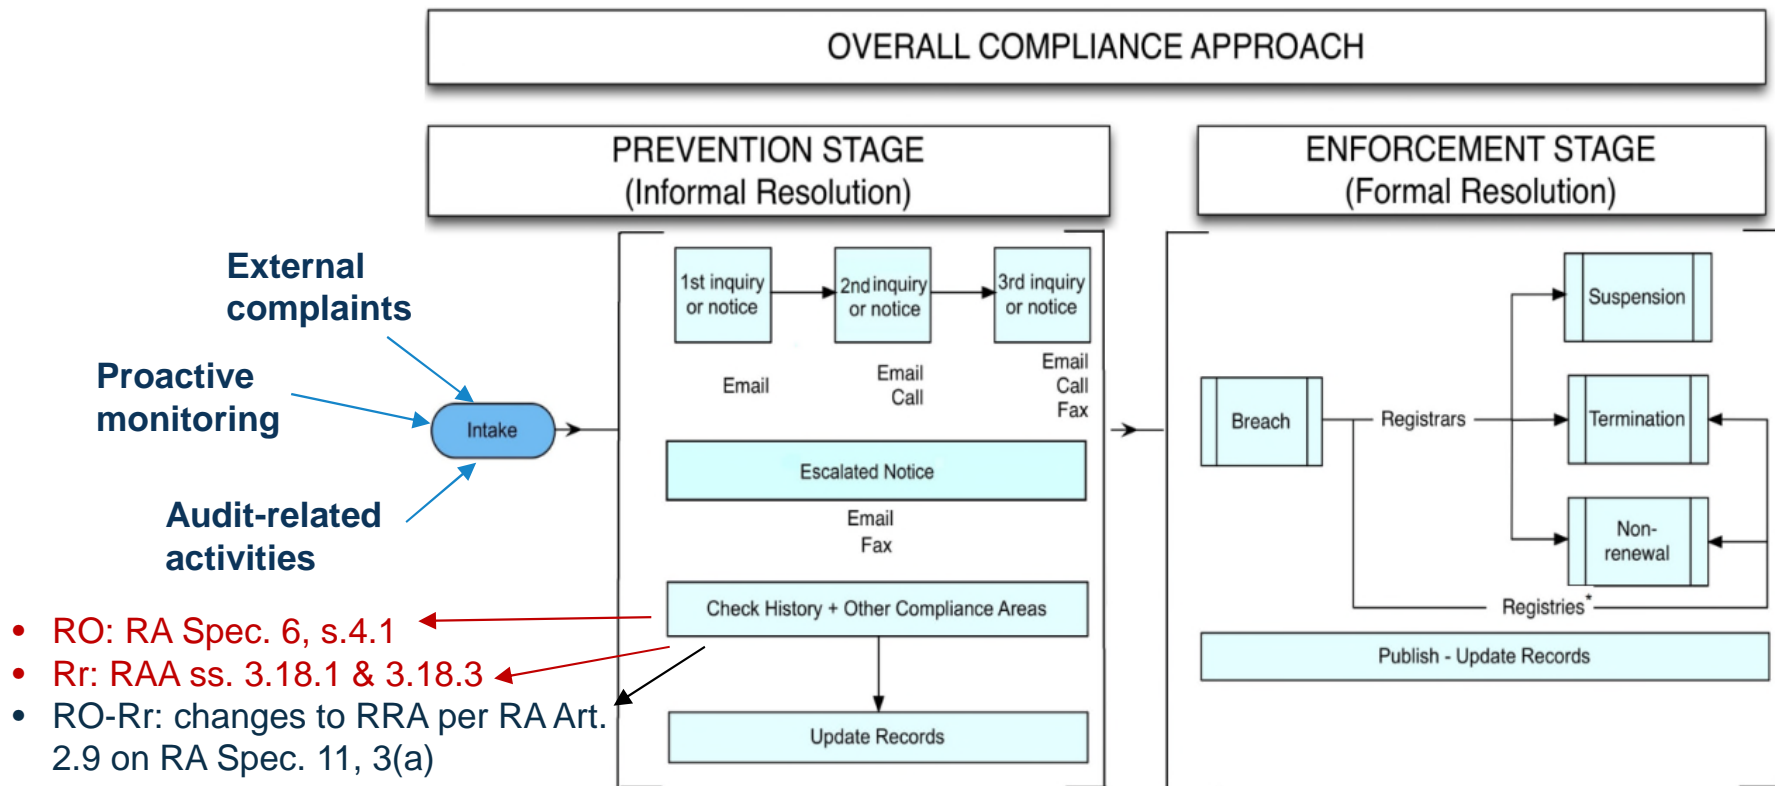 OVERALL COMPLIANCE APPROACH
PREVENTION STAGE
(Informal Resolution)
ENFORCEMENT STAGE
(Formal Resolution)
External
complaints
Proactive
monitoring
Intake
Audit-related
activities
1st inquiry
or notice
2nd inquiry
or notice
3rd inquiry
or notice
Email
Email
Call
Email
Call
Fax
Escalated Notice
Email
Fax
Check History + Other Compliance Areas
Update Records
• RO: RA Spec. 6, s.4.1
• Rr: RAA ss. 3.18.1 & 3.18.3
• RO-Rr: changes to RRA per RA Art.
2.9 on RA Spec. 11, 3(a)
Breach
Registrars
Suspension
Termination
Non-
renewal
Registries*
Publish - Update Records